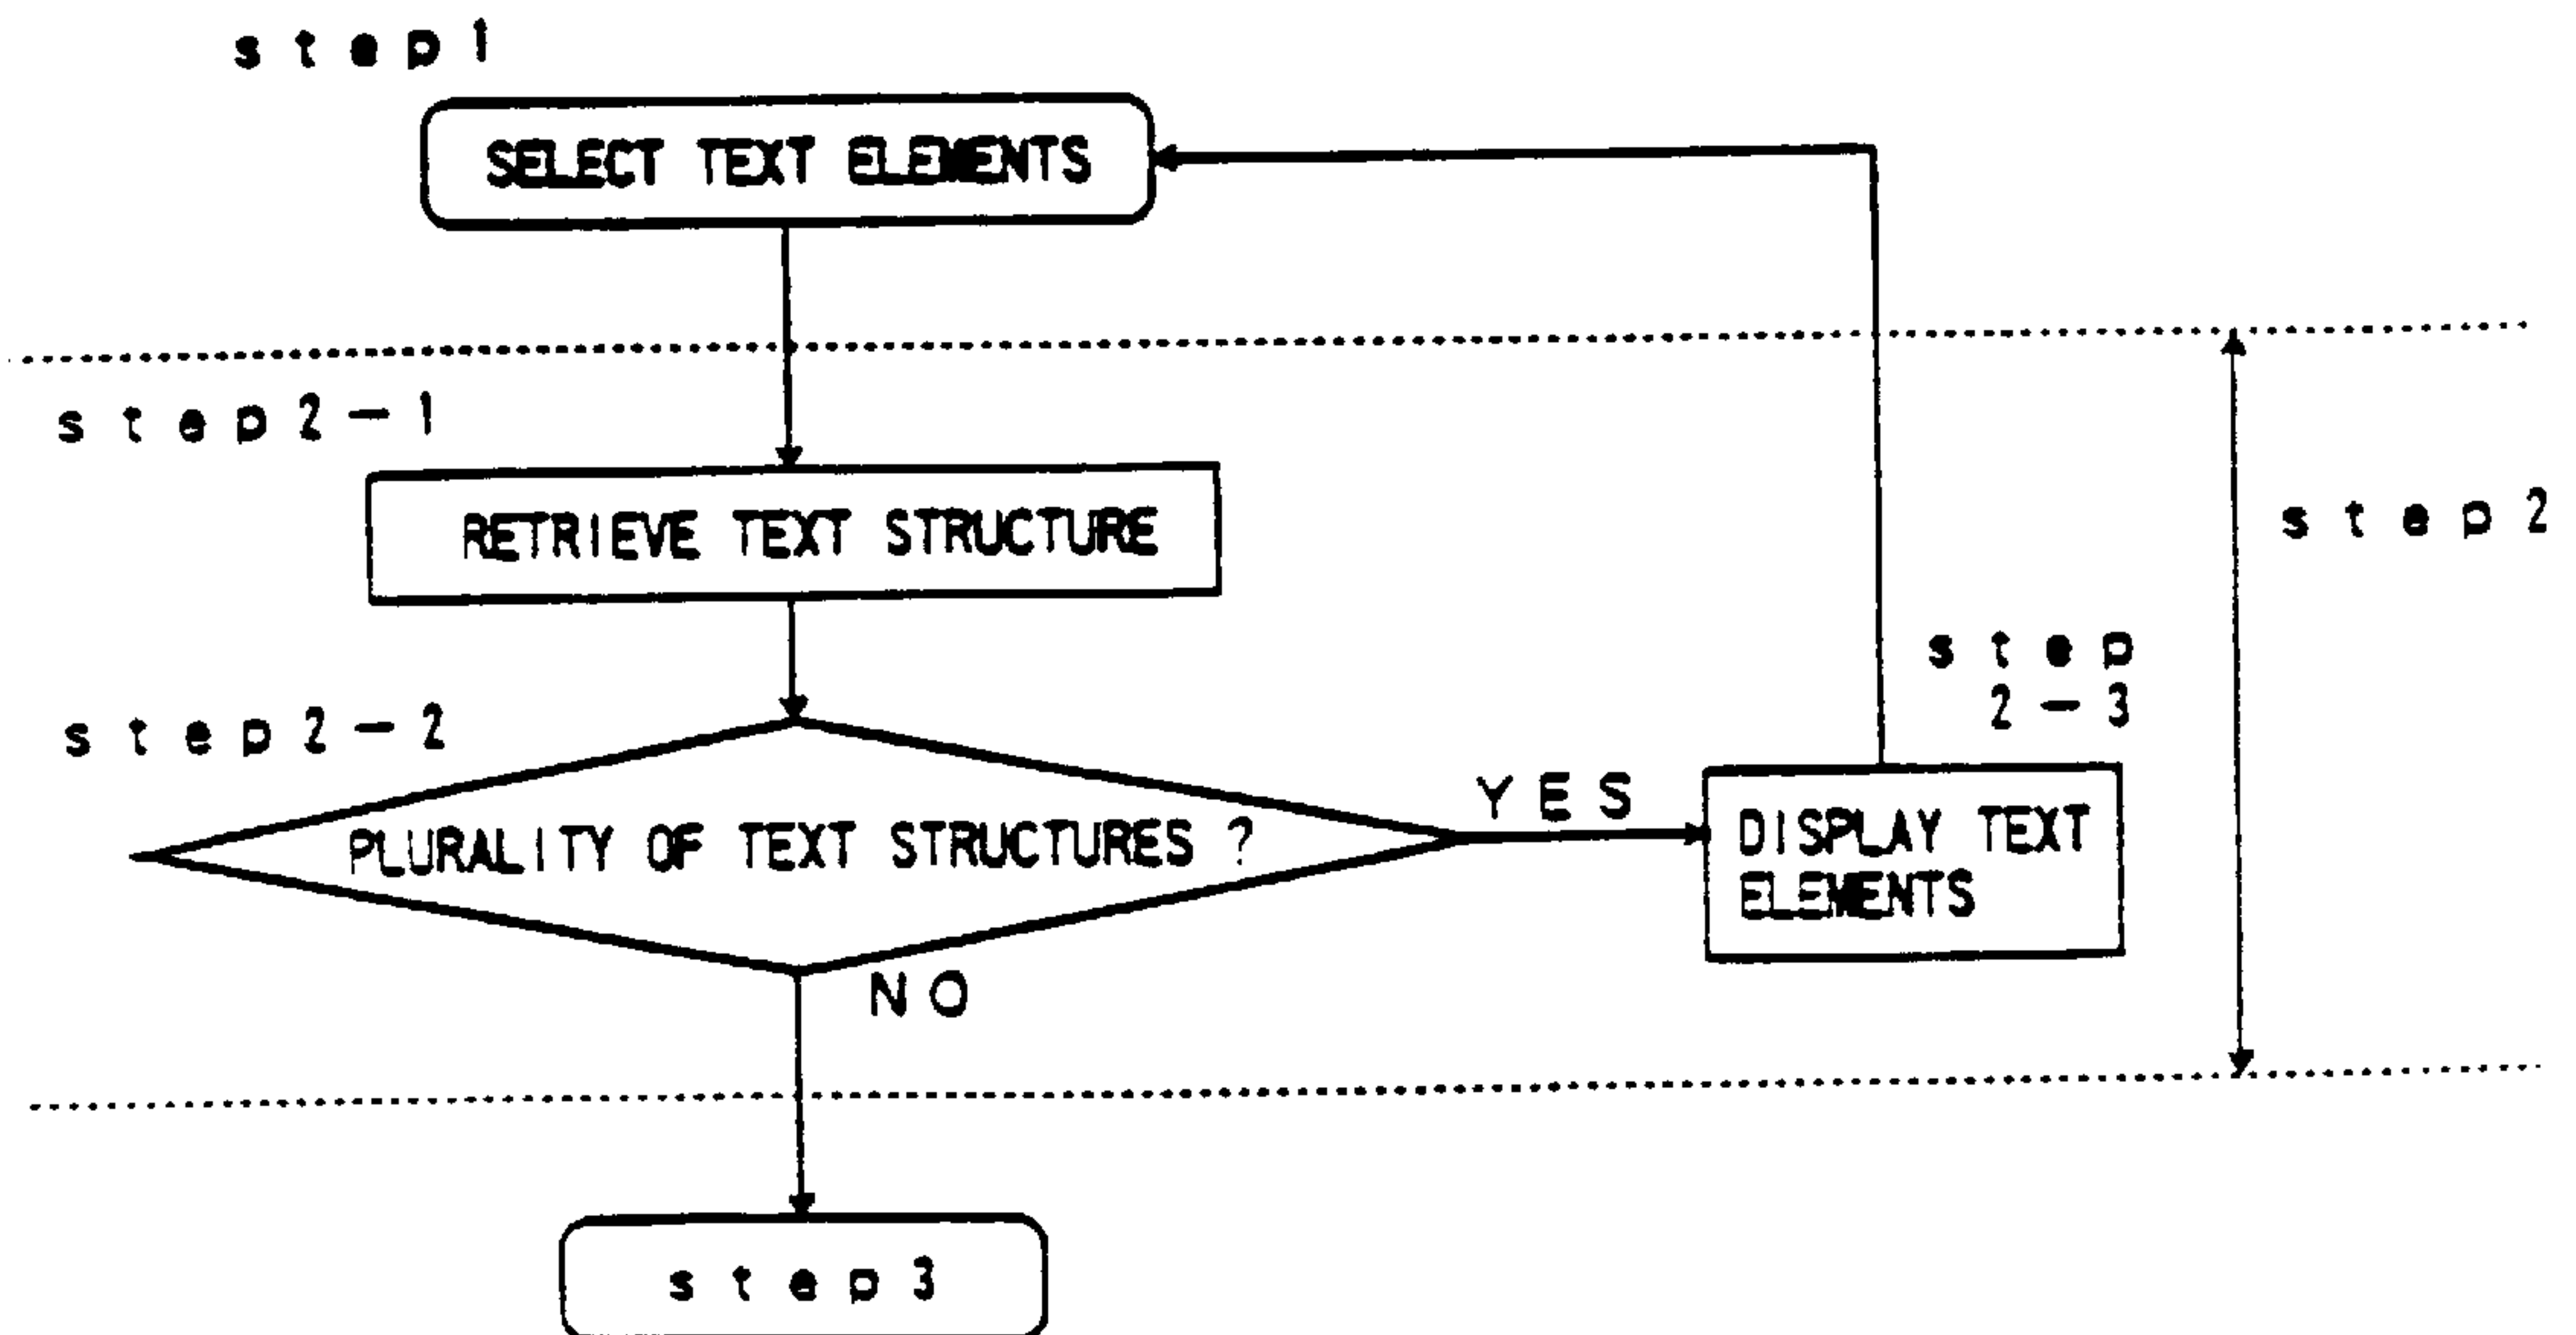 step1
SELECT TEXT ELEMENTS
step2-1
RETRIEVE TEXT STRUCTURE
step2
step
2-3
step2-2
YES
PLURALITY OF TEXT STRUCTURES ?
DISPLAY TEXT
ELEMENTS
NO
step3